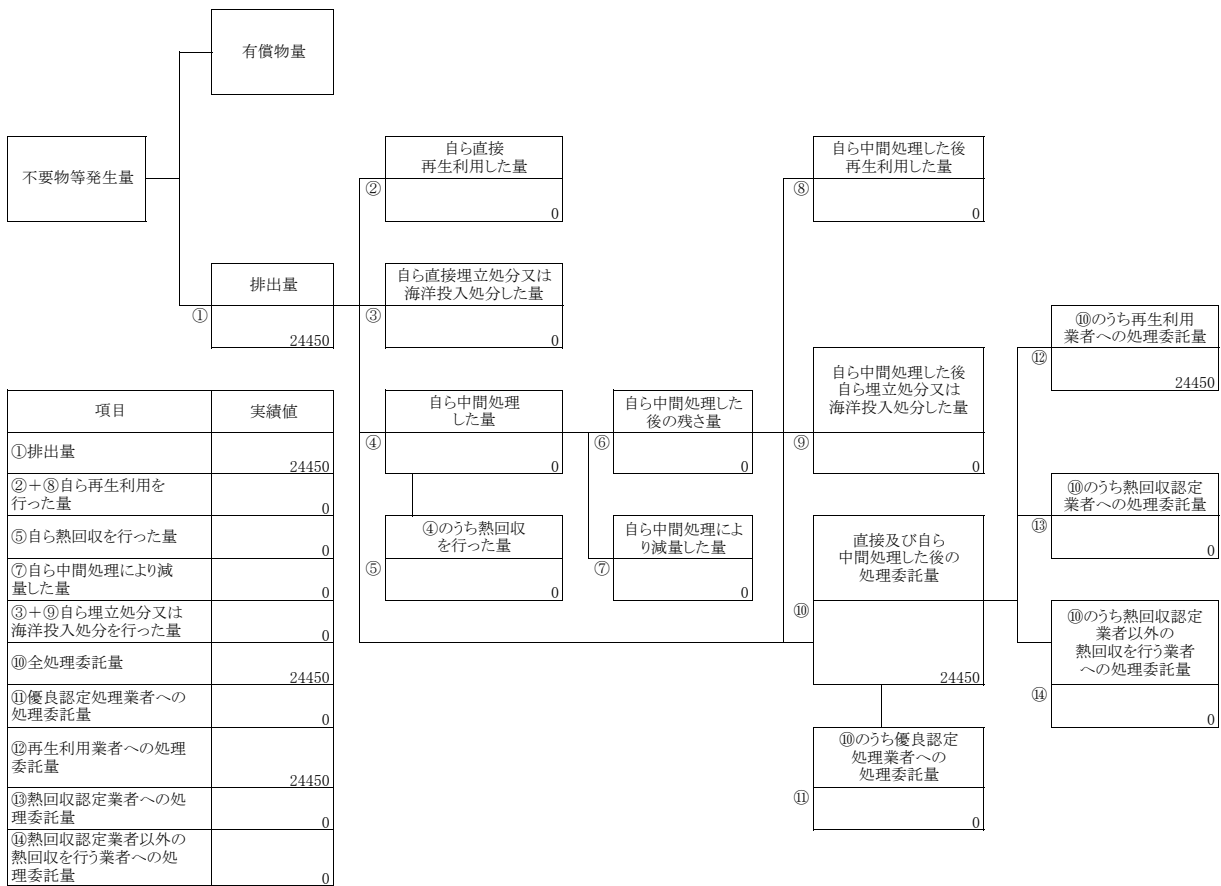 有償物量
不要物等発生量
排出量
①
24450
自ら直接
再生利用した量
②
0
自ら直接埋立処分又は
海洋投入処分した量
③
0
自ら中間処理
した量
④
0
④のうち熱回収
を行った量
⑤
0
自ら中間処理した
後の残さ量
⑥
0
自ら中間処理によ
り減量した量
⑦
0
自ら中間処理した後
再生利用した量
⑧
0
自ら中間処理した後
自ら埋立処分又は
海洋投入処分した量
⑨
0
直接及び自ら
中間処理した後の
処理委託量
⑩
24450
⑩のうち優良認定
処理業者への
処理委託量
⑪
0
⑩のうち再生利用
業者への処理委託量
⑫
24450
⑩のうち熱回収認定
業者への処理委託量
⑬
0
⑩のうち熱回収認定
業者以外の
熱回収を行う業者
への処理委託量
⑭
0
項目 実績値
①排出量
24450
②＋⑧自ら再生利用を
行った量
0
⑤自ら熱回収を行った量
0
⑦自ら中間処理により減
量した量
0
③＋⑨自ら埋立処分又は
海洋投入処分を行った量
0
⑩全処理委託量
24450
⑪優良認定処理業者への
処理委託量
0
⑫再生利用業者への処理
委託量
24450
⑬熱回収認定業者への処
理委託量
0
⑭熱回収認定業者以外の
熱回収を行う業者への処
理委託量
0